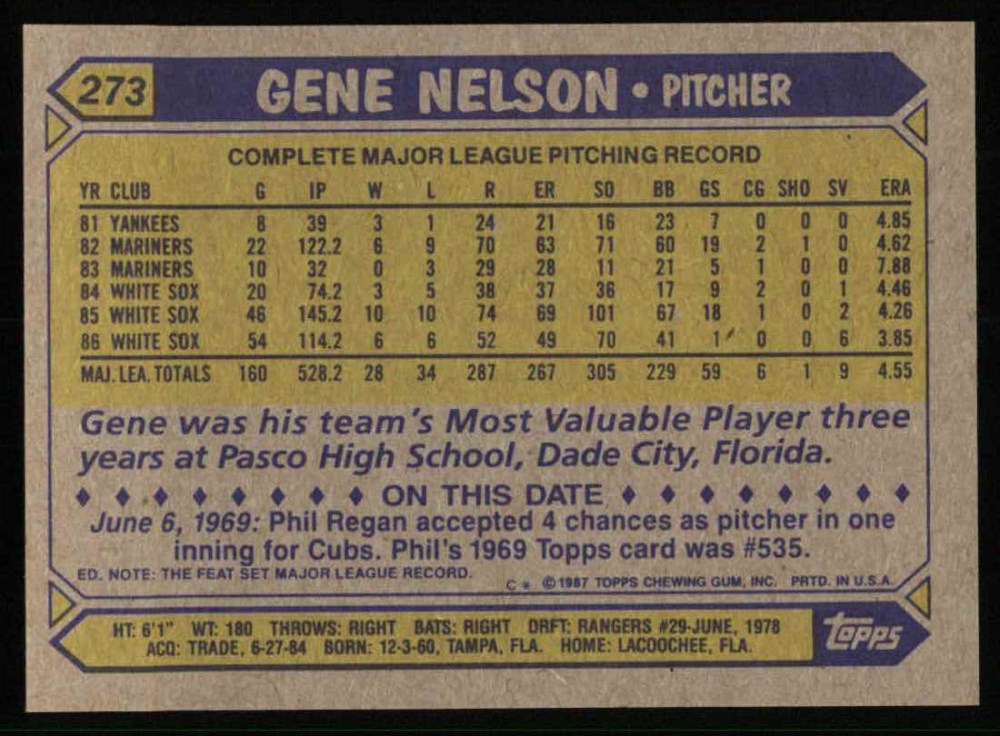 273 GENE NELSON • PITCHER
COMPLETE MAJOR LEAGUE PITCHING RECORD
YR CLUB G IP W L R ER SO BB GS CG SHO SV ERA
81 YANKEES 8 39 3 1 24 21 16 23 7 0 0 0 4.85
82 MARINERS 22 122.2 6 9 70 63 71 60 19 2 1 0 4.62
83 MARINERS 10 32 0 3 29 28 11 21 5 1 0 0 7.88
84 WHITE SOX 20 74.2 3 5 38 37 36 17 9 2 0 1 4.46
85 WHITE SOX 46 145.2 10 10 74 69 101 67 18 1 0 2 4.26
86 WHITE SOX 54 114.2 6 6 52 49 70 41 1 0 0 6 3.85
MAJ. LEA. TOTALS 160 528.2 28 34 287 267 305 229 59 6 1 9 4.55
Gene was his team's Most Valuable Player three
years at Pasco High School, Dade City, Florida.
♦ ♦ ♦ ♦ ♦ ♦ ♦ ♦ ON THIS DATE ♦ ♦ ♦ ♦ ♦ ♦ ♦ ♦
June 6, 1969: Phil Regan accepted 4 chances as pitcher in one
inning for Cubs. Phil's 1969 Topps card was #535.
ED. NOTE: THE FEAT SET MAJOR LEAGUE RECORD.
C* ©1987 TOPPS CHEWING GUM, INC. PRTD. IN U.S.A.
HT: 6'1" WT: 180 THROWS: RIGHT BATS: RIGHT DRFT: RANGERS #29-JUNE, 1978
ACQ: TRADE, 6-27-84 BORN: 12-3-60, TAMPA, FLA. HOME: LACOOCHEE, FLA.
topps